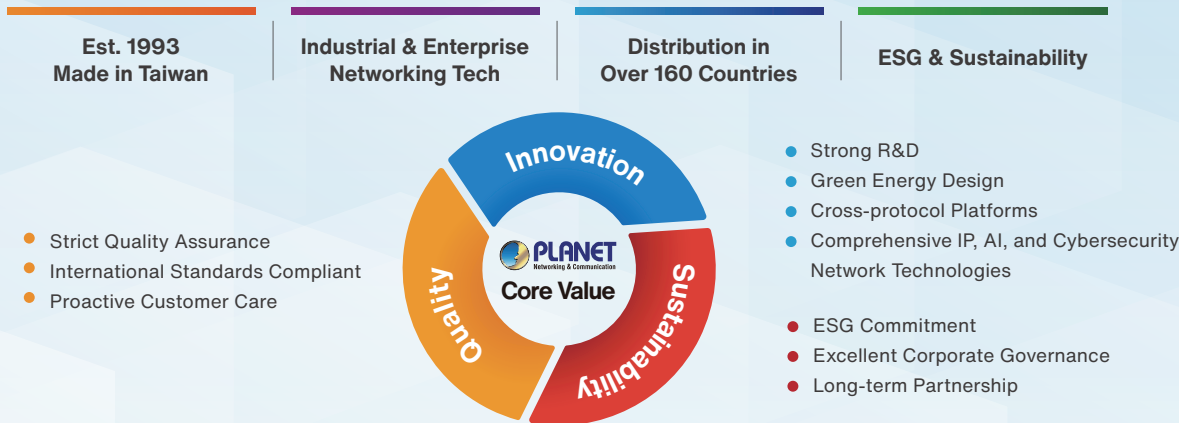 Est. 1993
Made in Taiwan
Industrial & Enterprise
Networking Tech
Distribution in
Over 160 Countries
ESG & Sustainability
Innovation
Quality
Sustainability
PLANET
Networking & Communication
Core Value
Strict Quality Assurance
International Standards Compliant
Proactive Customer Care
Strong R&D
Green Energy Design
Cross-protocol Platforms
Comprehensive IP, AI, and Cybersecurity
Network Technologies
ESG Commitment
Excellent Corporate Governance
Long-term Partnership